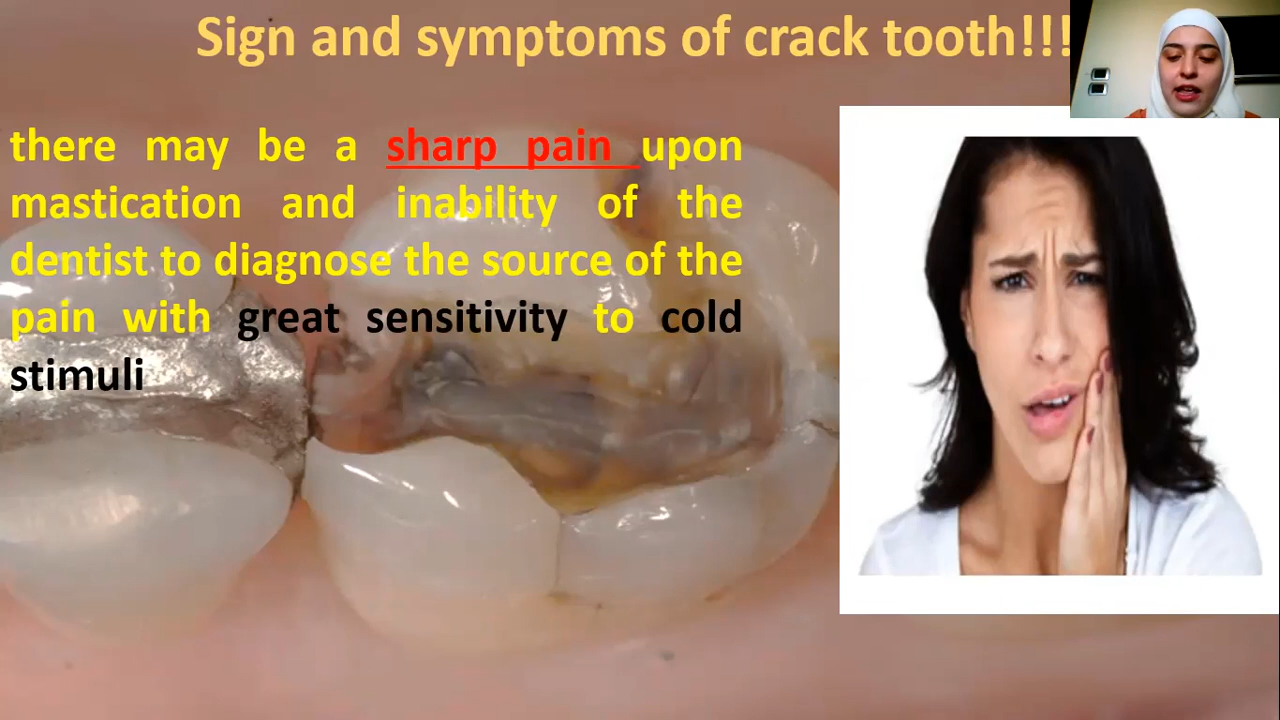 Sign and symptoms of crack tooth!!!
there may be a sharp pain upon
mastication and inability of the
dentist to diagnose the source of the
pain with great sensitivity to cold
stimuli